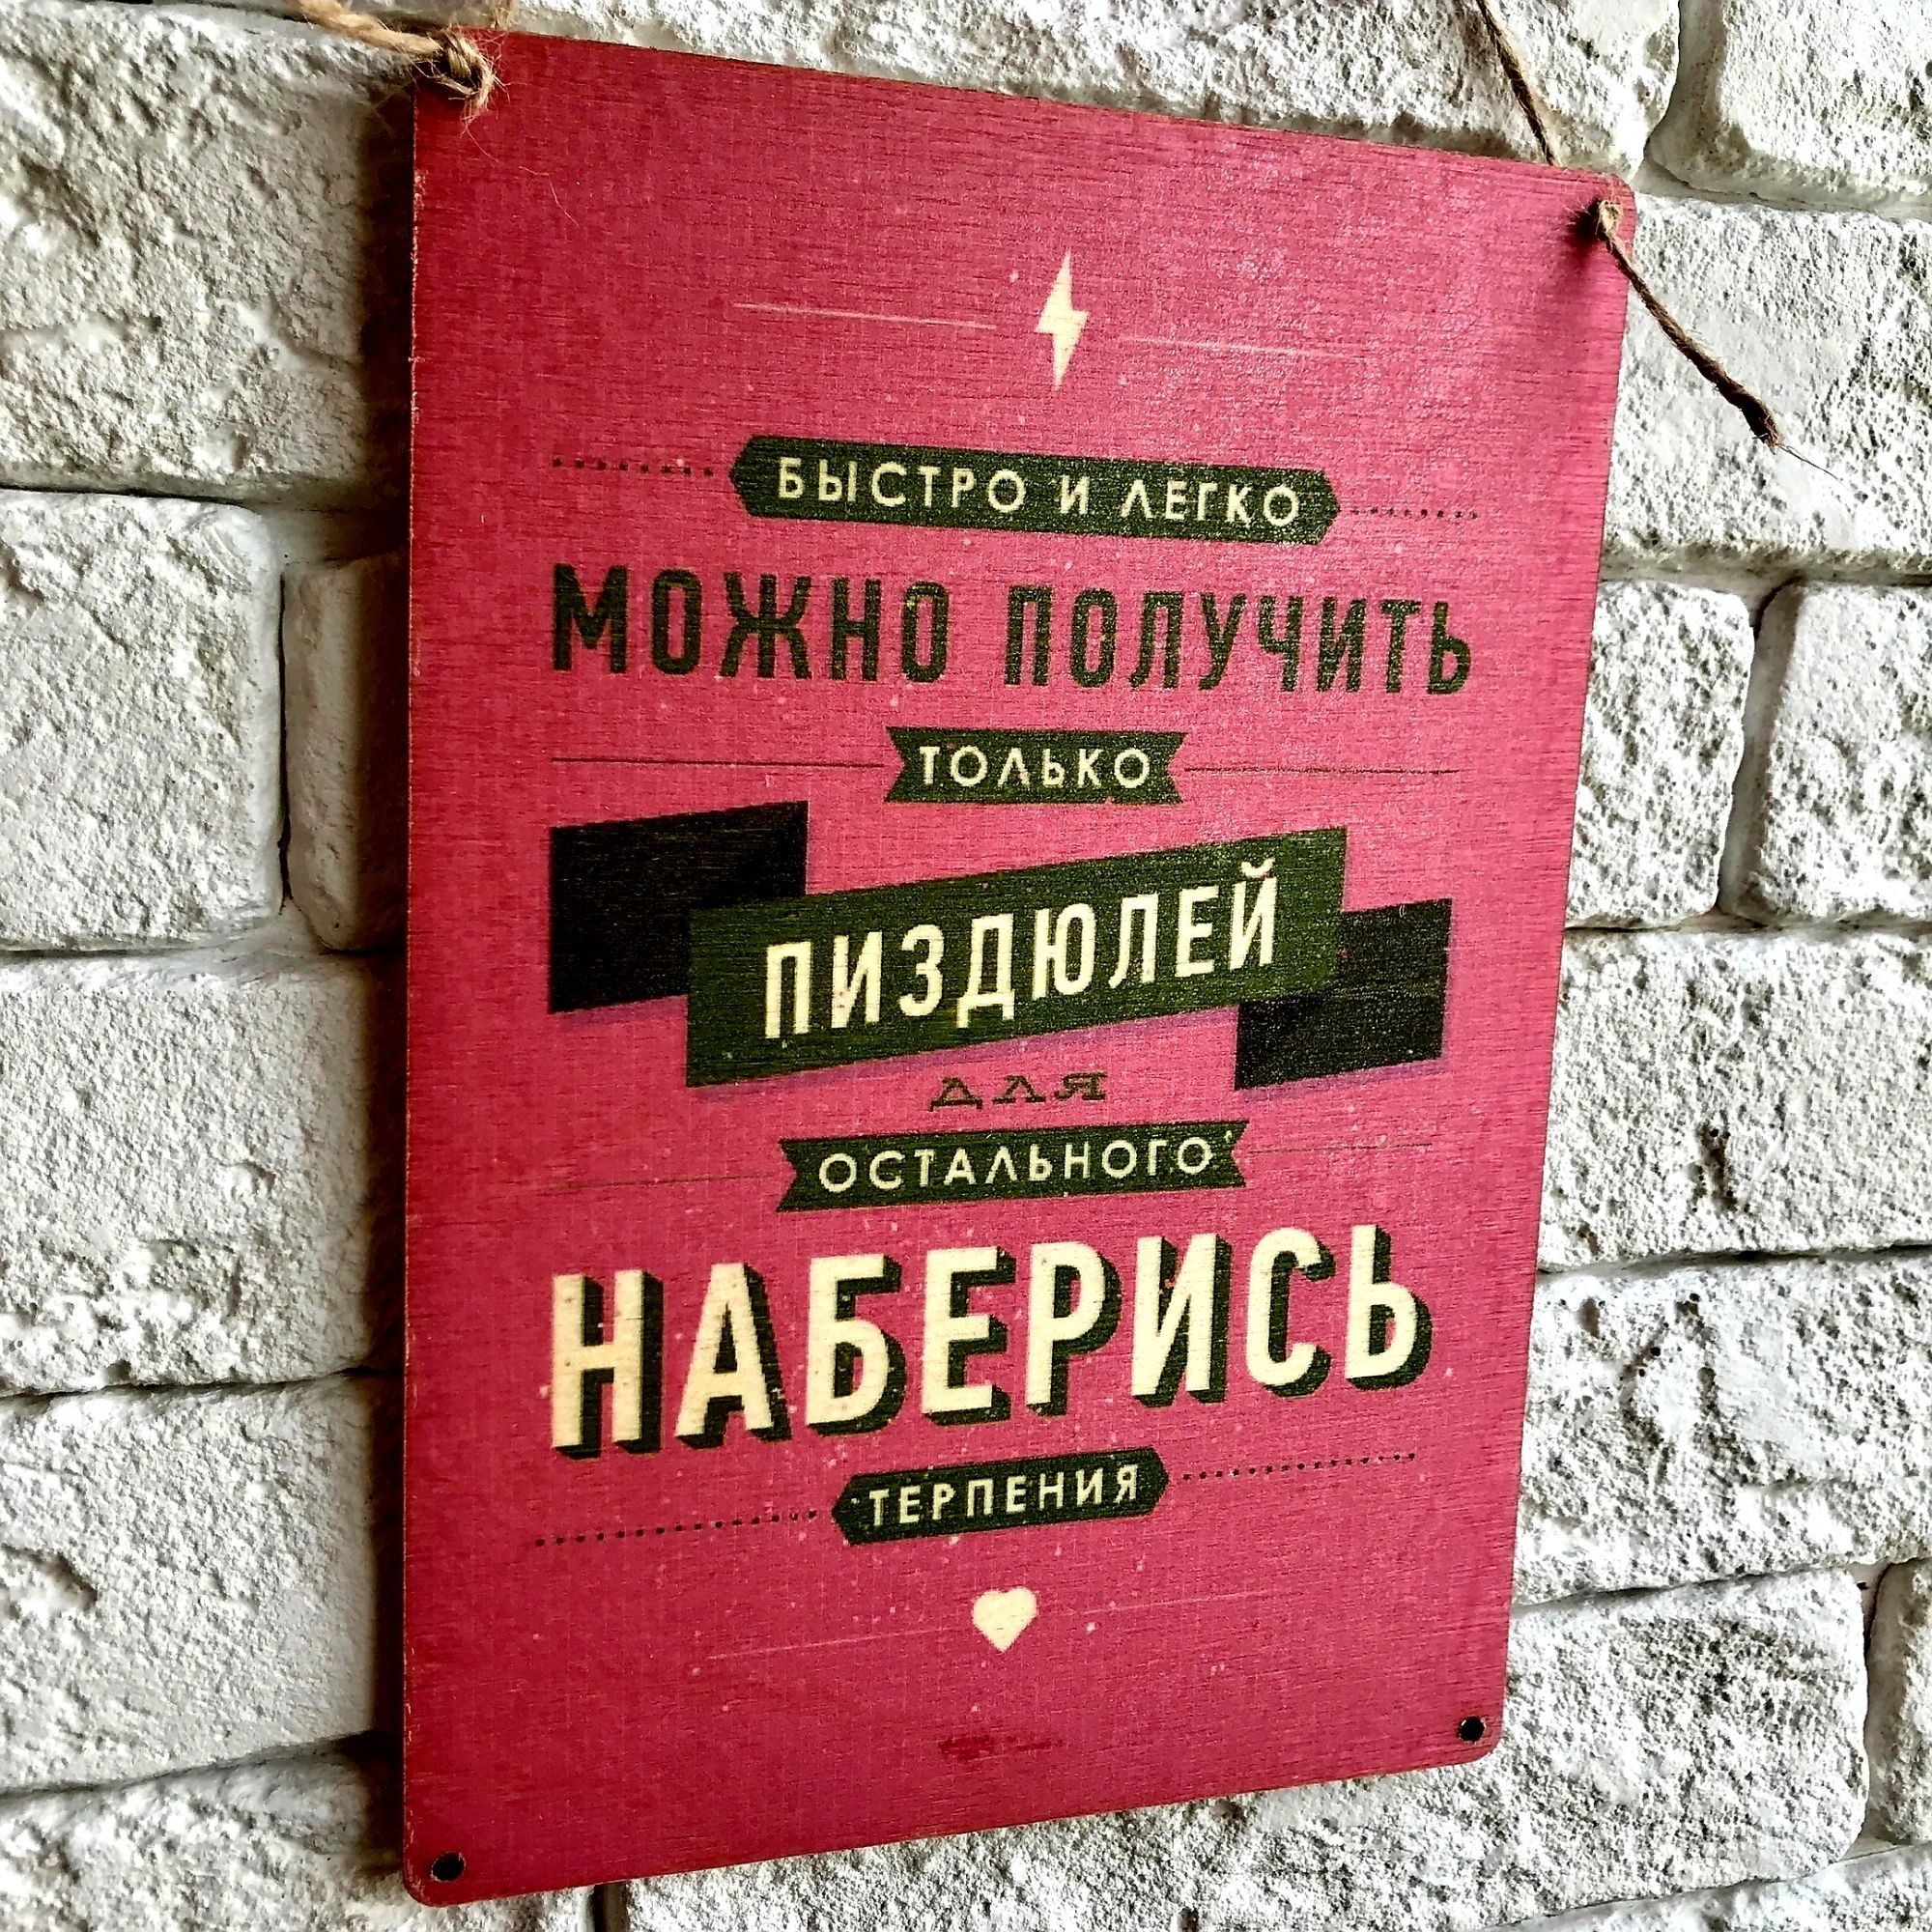 БЫСТРО И ЛЕГКО
МОЖНО ПОЛУЧИТЬ
ТОЛЬКО
ПИЗДЮЛЕЙ
ДЛЯ
ОСТАЛЬНОГО
НАБЕРИСЬ
ТЕРПЕНИЯ